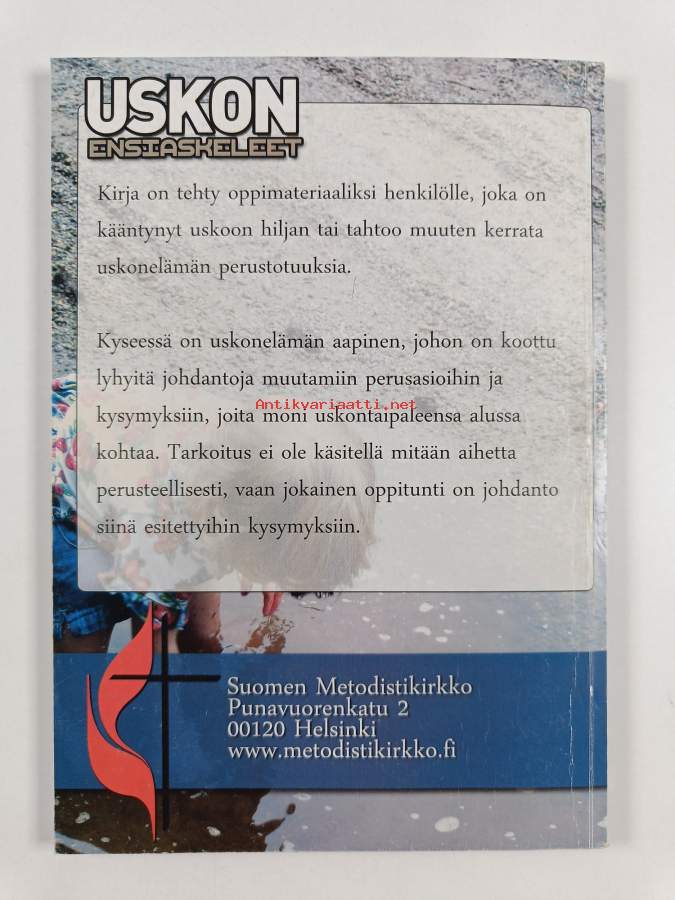 USKON
ENSIASKELEET
Kirja on tehty oppimateriaaliksi henkilölle, joka on
kääntynyt uskoon hiljan tai tahtoo muuten kerrata
uskonelämän perustotuuksia.
Kyseessä on uskonelämän aapinen, johon on koottu
lyhyitä johdantoja muutamiin perusasioihin ja
Antikvariaatti.net
kysymyksiin, joita moni uskontaipaleensa alussa
kohtaa. Tarkoitus ei ole käsitellä mitään aihetta
perusteellisesti, vaan jokainen oppitunti on johdanto
siinä esitettyihin kysymyksiin.
Suomen Metodistikirkko
Punavuorenkatu 2
00120 Helsinki
www.metodistikirkko.fi